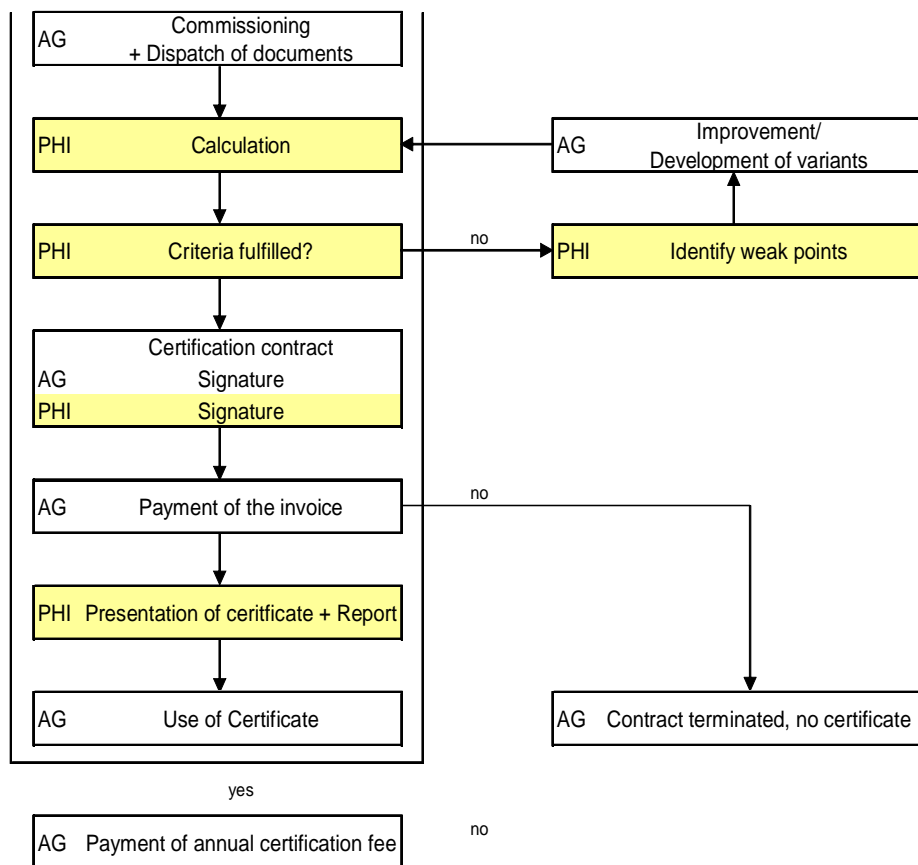 AG Commissioning
+ Dispatch of documents
PHI Calculation
AG Improvement/
Development of variants
PHI Criteria fulfilled?
no
PHI Identify weak points
Certification contract
AG Signature
PHI Signature
AG Payment of the invoice
no
PHI Presentation of ceritficate + Report
AG Use of Certificate
AG Contract terminated, no certificate
yes
AG Payment of annual certification fee
no